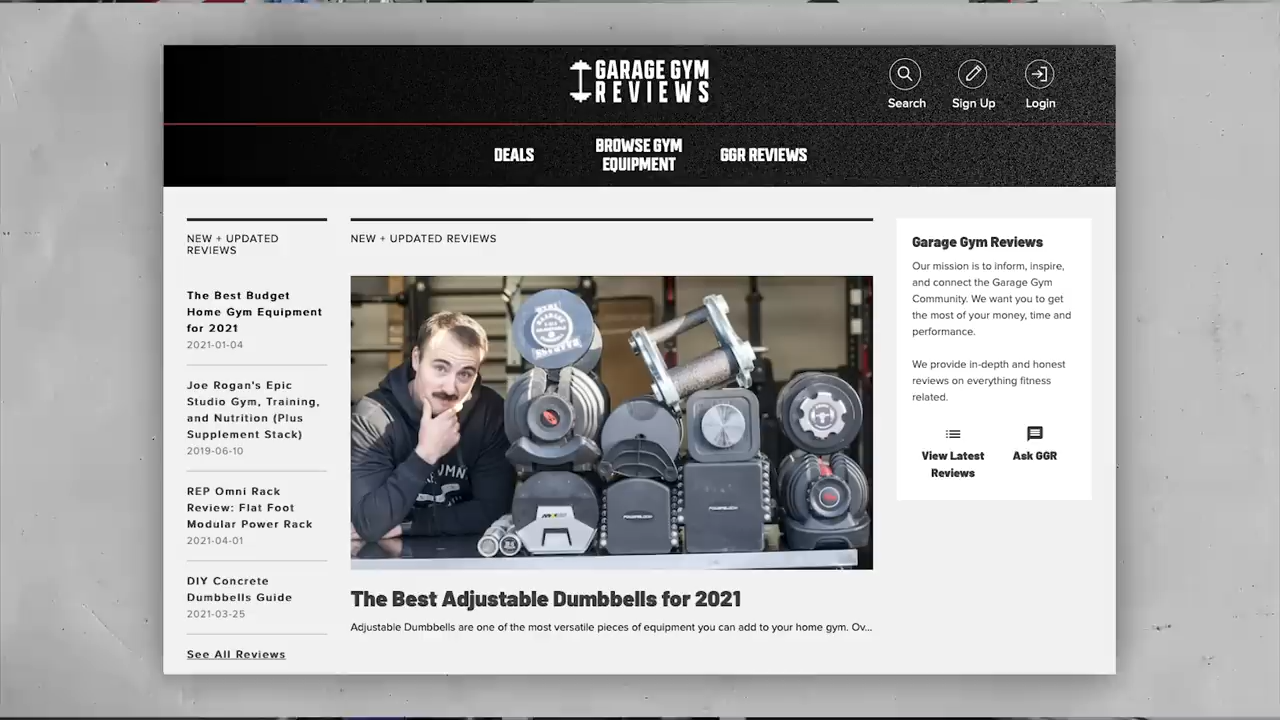 GARAGE GYM
REVIEWS
Search
Sign Up
Login
DEALS
BROWSE GYM
EQUIPMENT
GGR REVIEWS
NEW + UPDATED
REVIEWS
The Best Budget
Home Gym Equipment
for 2021
2021-01-04
Joe Rogan's Epic
Studio Gym, Training,
and Nutrition (Plus
Supplement Stack)
2019-06-10
REP Omni Rack
Review: Flat Foot
Modular Power Rack
2021-04-01
DIY Concrete
Dumbbells Guide
2021-03-25
See All Reviews
NEW + UPDATED REVIEWS
The Best Adjustable Dumbbells for 2021
Adjustable Dumbbells are one of the most versatile pieces of equipment you can add to your home gym. Ov...
Garage Gym Reviews
Our mission is to inform, inspire,
and connect the Garage Gym
Community. We want you to get
the most of your money, time and
performance.
We provide in-depth and honest
reviews on everything fitness
related.
View Latest
Reviews
Ask GGR